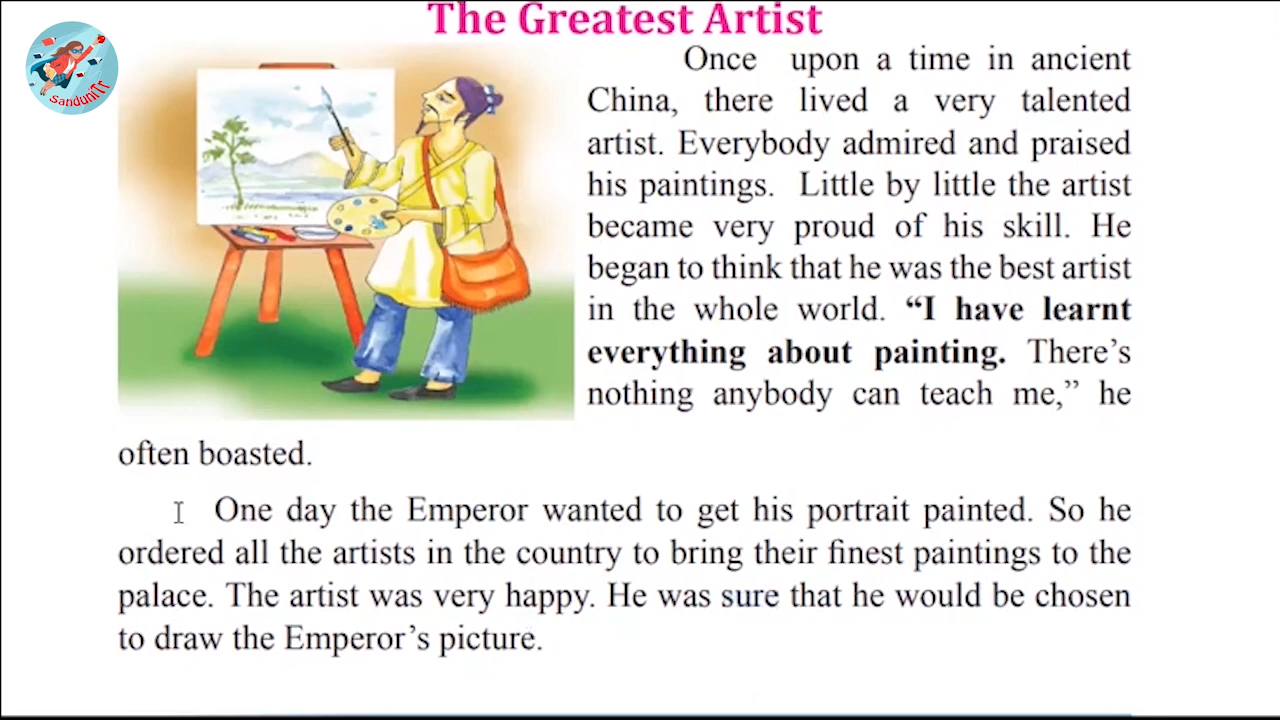 The Greatest Artist
SanduniTr
Once upon a time in ancient
China, there lived a very talented
artist. Everybody admired and praised
his paintings. Little by little the artist
became very proud of his skill. He
began to think that he was the best artist
in the whole world. “I have learnt
everything about painting. There’s
nothing anybody can teach me,” he
often boasted.
One day the Emperor wanted to get his portrait painted. So he
ordered all the artists in the country to bring their finest paintings to the
palace. The artist was very happy. He was sure that he would be chosen
to draw the Emperor’s picture.